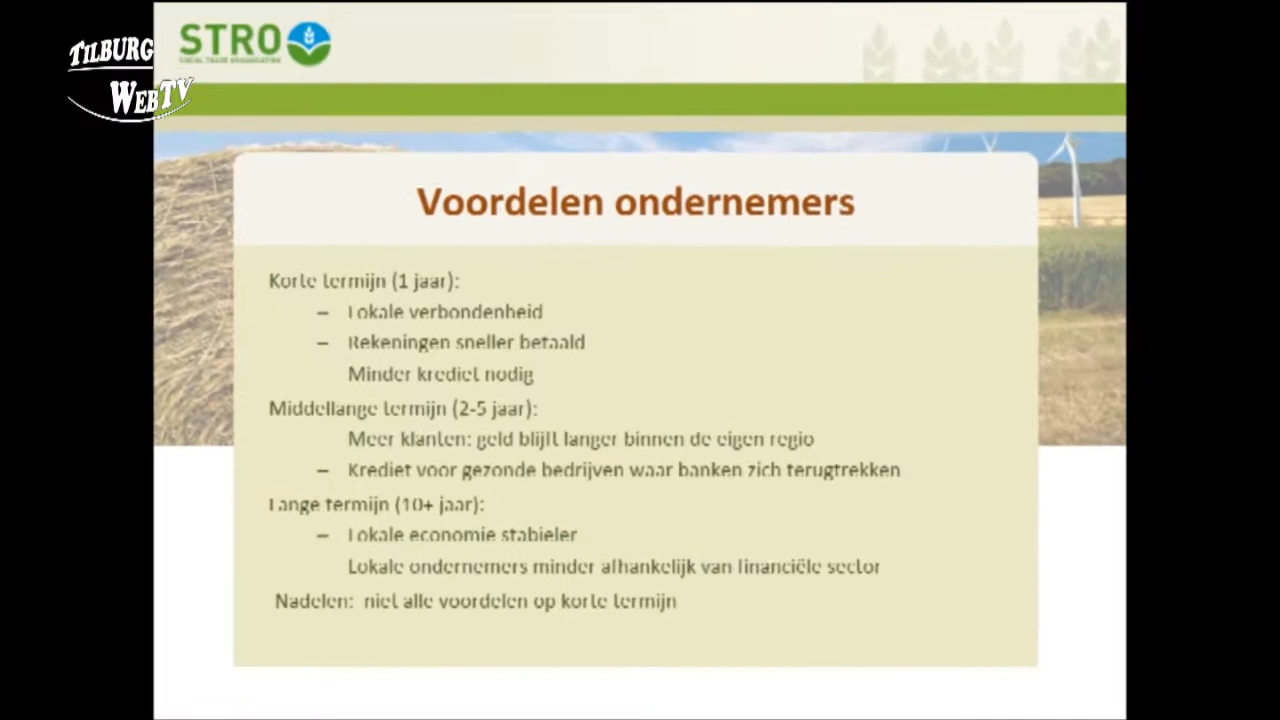 TILBURG
WEBTV
STRO
SOCIAL TRADE ORGANISATION
Voordelen ondernemers
Korte termijn (1 jaar):
– Lokale verbondenheid
– Rekeningen sneller betaald
Minder krediet nodig
Middellange termijn (2-5 jaar):
Meer klanten: geld blijft langer binnen de eigen regio
– Krediet voor gezonde bedrijven waar banken zich terugtrekken
Lange termijn (10+ jaar):
– Lokale economie stabieler
Lokale ondernemers minder afhankelijk van financiële sector
Nadelen: niet alle voordelen op korte termijn